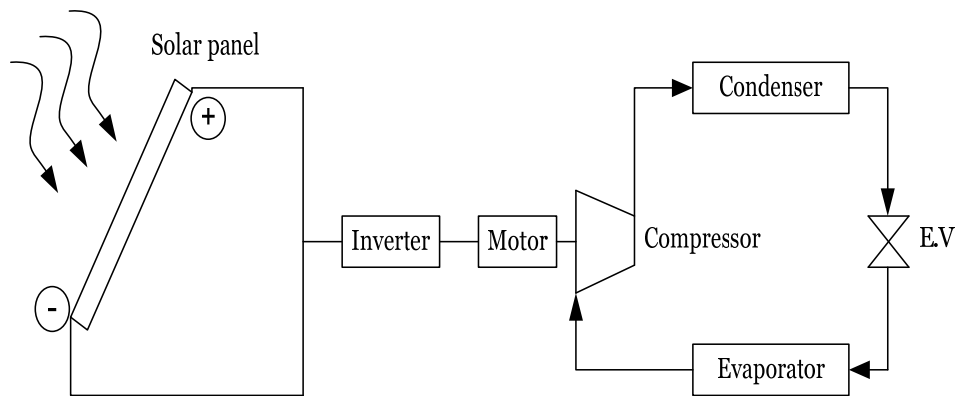 Solar panel
+
Condenser
Inverter
Motor
Compressor
E.V
-
Evaporator